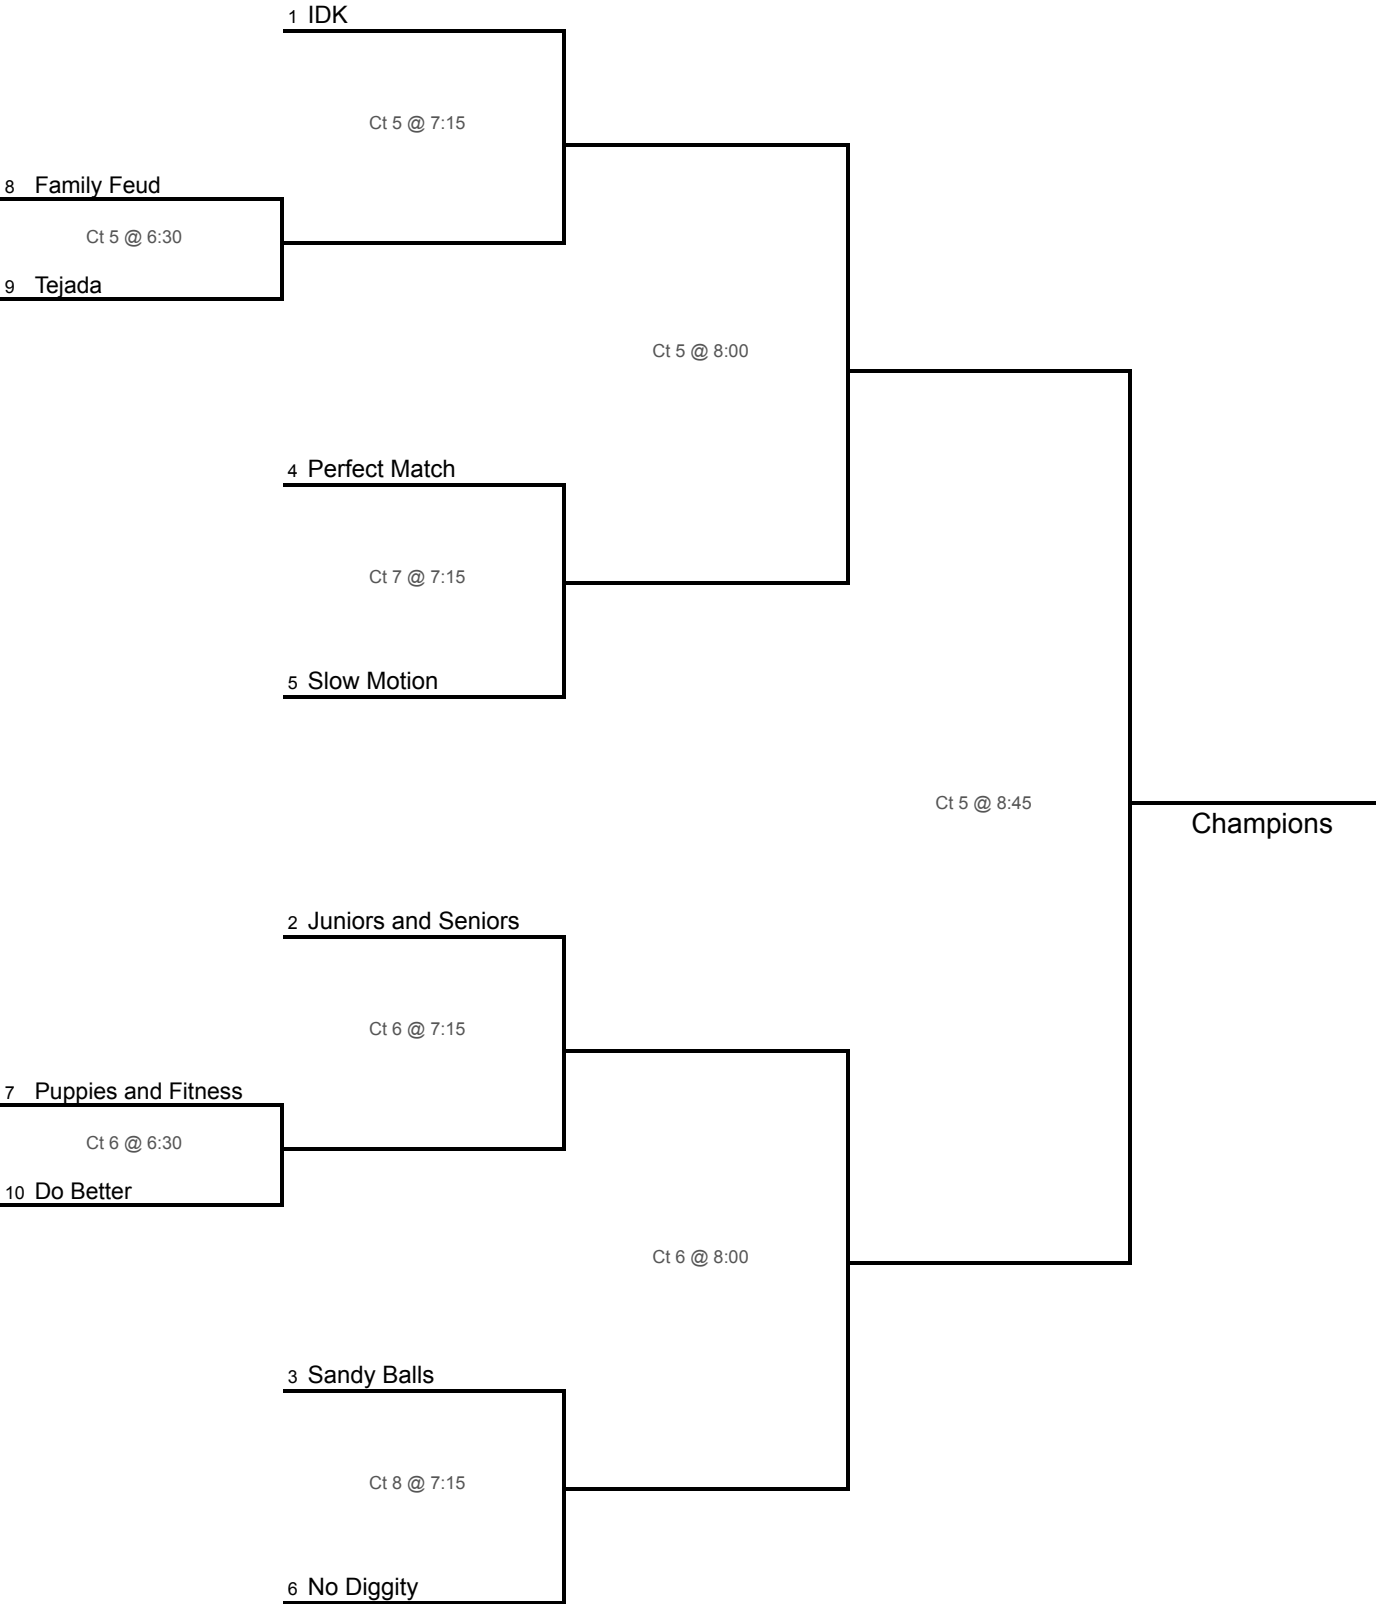 1 IDK
Ct 5 @ 7:15
8 Family Feud
Ct 5 @ 6:30
9 Tejada
Ct 5 @ 8:00
4 Perfect Match
Ct 7 @ 7:15
5 Slow Motion
Ct 5 @ 8:45
Champions
2 Juniors and Seniors
Ct 6 @ 7:15
7 Puppies and Fitness
Ct 6 @ 6:30
10 Do Better
Ct 6 @ 8:00
3 Sandy Balls
Ct 8 @ 7:15
6 No Diggity